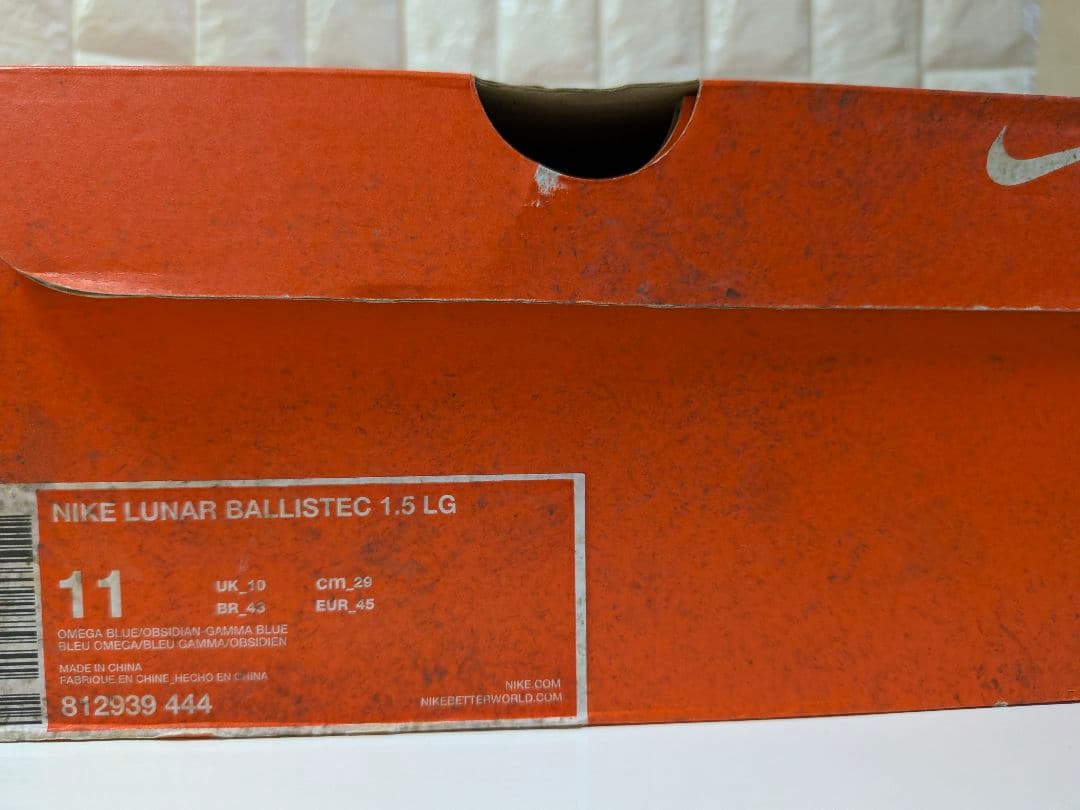 NIKE LUNAR BALLISTEC 1.5 LG
11
UK_10 cm_29
BR_43 EUR_45
OMEGA BLUE/OBSIDIAN-GAMMA BLUE
BLEU OMEGA/BLEU GAMMA/OBSIDIEN
MADE IN CHINA
FABRIQUE EN CHINE_HECHO EN CHINA
812939 444
NIKE.COM
NIKEBETTERWORLD.COM